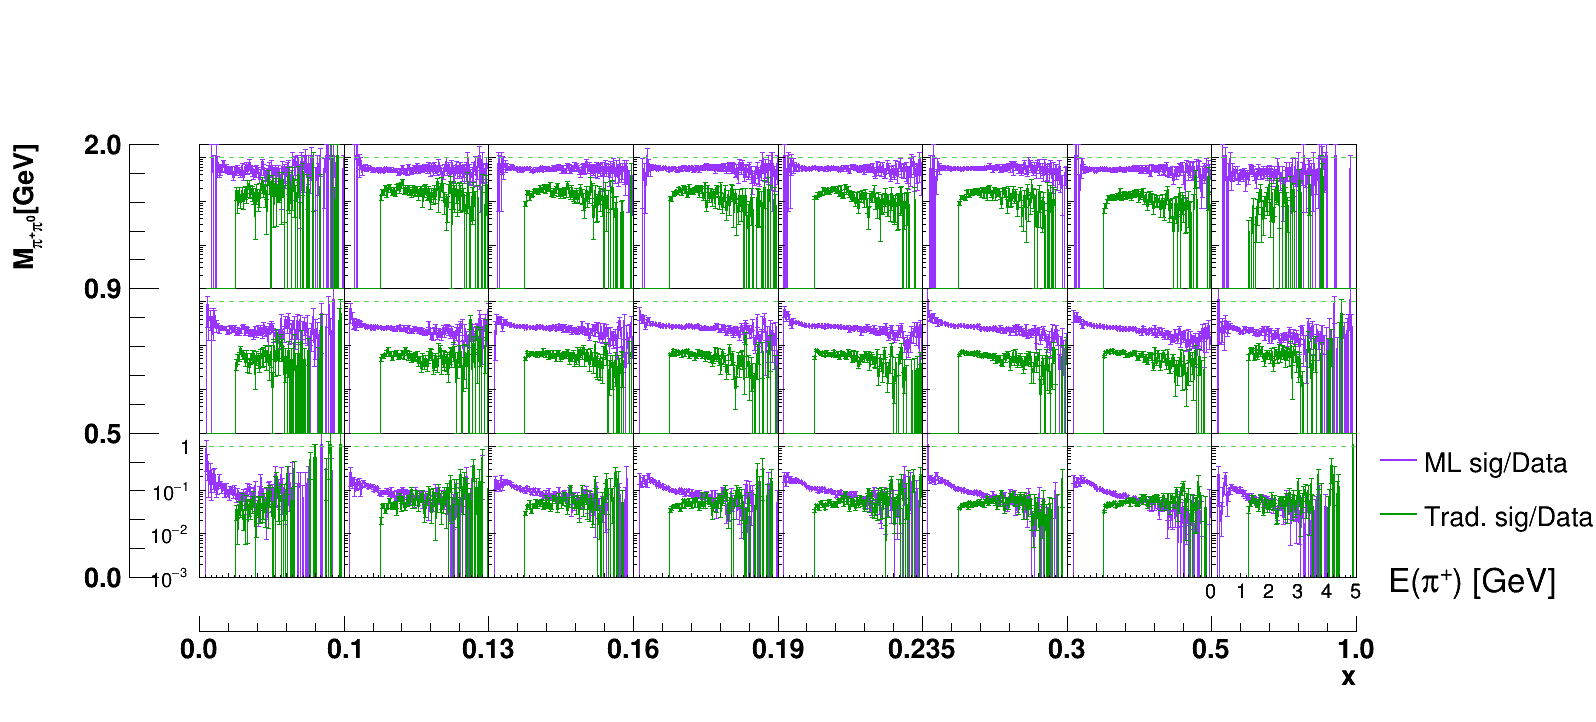 M_{π⁺π⁰}[GeV]
2.0
0.9
0.5
0.0
1
10⁻¹
10⁻²
10⁻³
ML sig/Data
Trad. sig/Data
E(π⁺) [GeV]
0 1 2 3 4 5
0.0 0.1 0.13 0.16 0.19 0.235 0.3 0.5 1.0
x